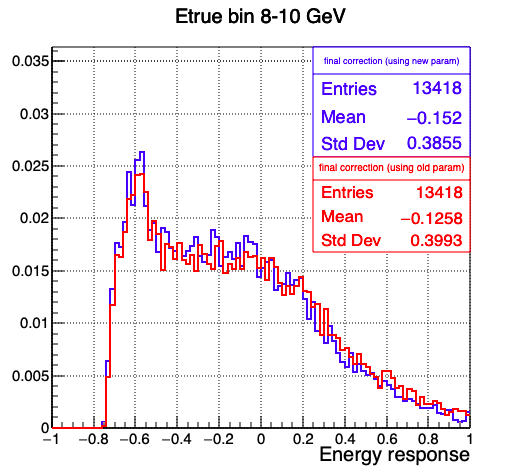 Etrue bin 8-10 GeV
final correction (using new param)
Entries 13418
Mean −0.152
Std Dev 0.3855
final correction (using old param)
Entries 13418
Mean −0.1258
Std Dev 0.3993
0.035
0.03
0.025
0.02
0.015
0.01
0.005
0
−1 −0.8 −0.6 −0.4 −0.2 0 0.2 0.4 0.6 0.8 1
Energy response